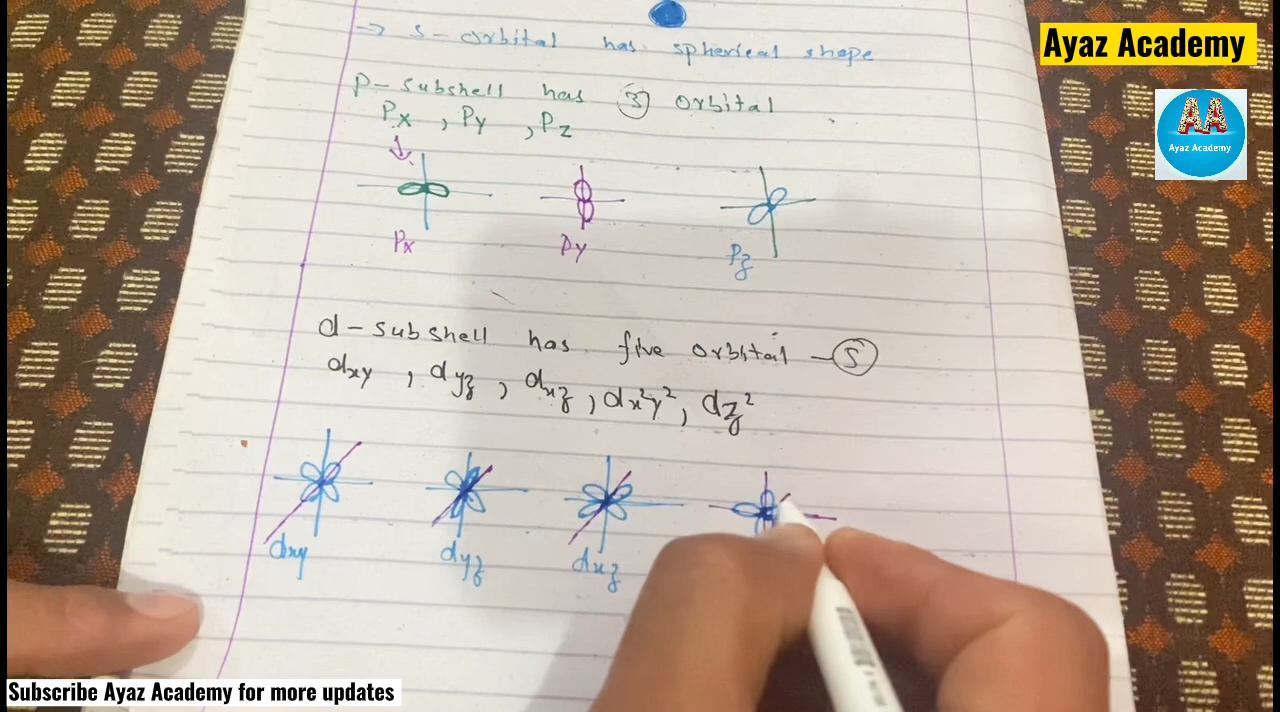 → s-orbital has spherical shape
P-subshell has ③ orbital
Px , Py , Pz
Px Py Pz
d-subshell has five orbital -⑤
dxy , dyz , dxz , dx²y² , dz²
dxy dyz dxz
Ayaz Academy
AA
Ayaz Academy
Subscribe Ayaz Academy for more updates